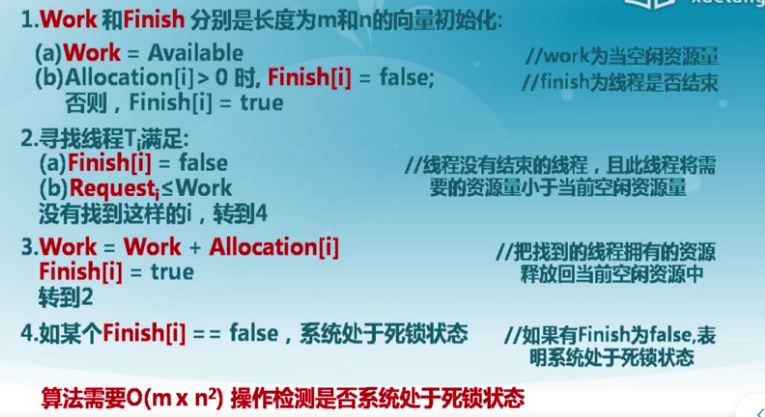 xuetang
1.Work 和Finish 分别是长度为m和n的向量初始化:
(a)Work = Available //work为当空闲资源量
(b)Allocation[i]> 0 时, Finish[i] = false; //finish为线程是否结束
否则，Finish[i] = true
2.寻找线程Ti满足:
(a)Finish[i] = false //线程没有结束的线程，且此线程将需
(b)Requesti≤Work 要的资源量小于当前空闲资源量
没有找到这样的i，转到4
3.Work = Work + Allocation[i] //把找到的线程拥有的资源
Finish[i] = true 释放回当前空闲资源中
转到2
4.如某个Finish[i] == false，系统处于死锁状态 //如果有Finish为false,表
明系统处于死锁状态
算法需要O(m x n²) 操作检测是否系统处于死锁状态